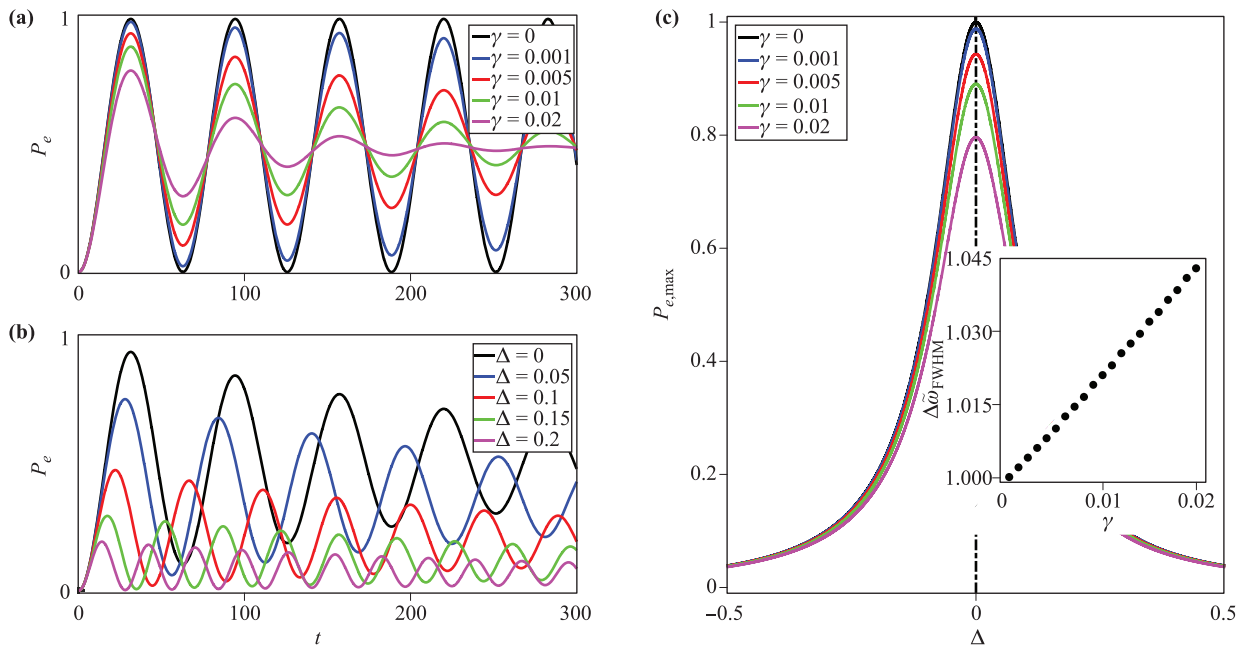 (a)
1
P_e
1
0
100
200
300
γ = 0
γ = 0.001
γ = 0.005
γ = 0.01
γ = 0.02
(b)
1
P_e
0
0
100
200
300
t
Δ = 0
Δ = 0.05
Δ = 0.1
Δ = 0.15
Δ = 0.2
(c)
1
0.8
0.6
0.4
0.2
0
P_{e,max}
−0.5
0
0.5
Δ
γ = 0
γ = 0.001
γ = 0.005
γ = 0.01
γ = 0.02
1.045
1.030
1.015
1.000
Δω̃_FWHM
0
0.01
0.02
γ